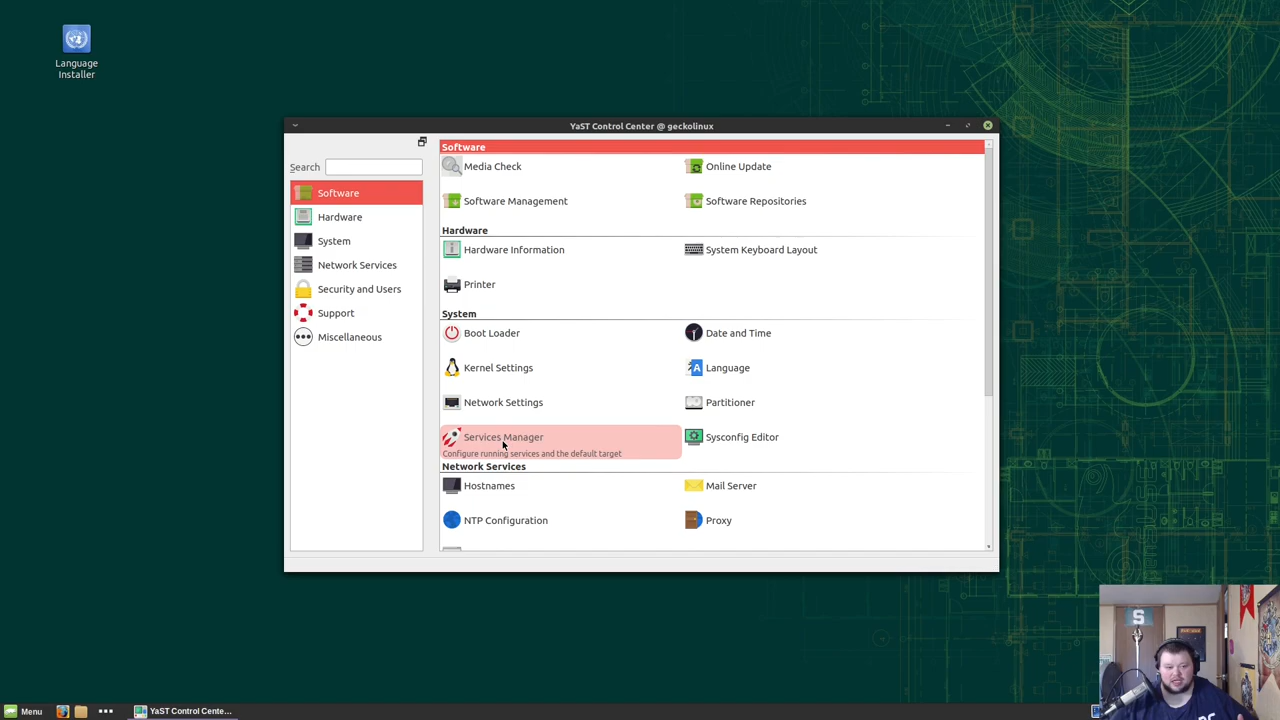 Language
Installer
YaST Control Center @ geckolinux
Search
Software
Hardware
System
Network Services
Security and Users
Support
Miscellaneous
Software
Media Check
Online Update
Software Management
Software Repositories
Hardware
Hardware Information
System Keyboard Layout
Printer
System
Boot Loader
Date and Time
Kernel Settings
Language
Network Settings
Partitioner
Services Manager
Configure running services and the default target
Sysconfig Editor
Network Services
Hostnames
Mail Server
NTP Configuration
Proxy
S
Menu
YaST Control Cente...